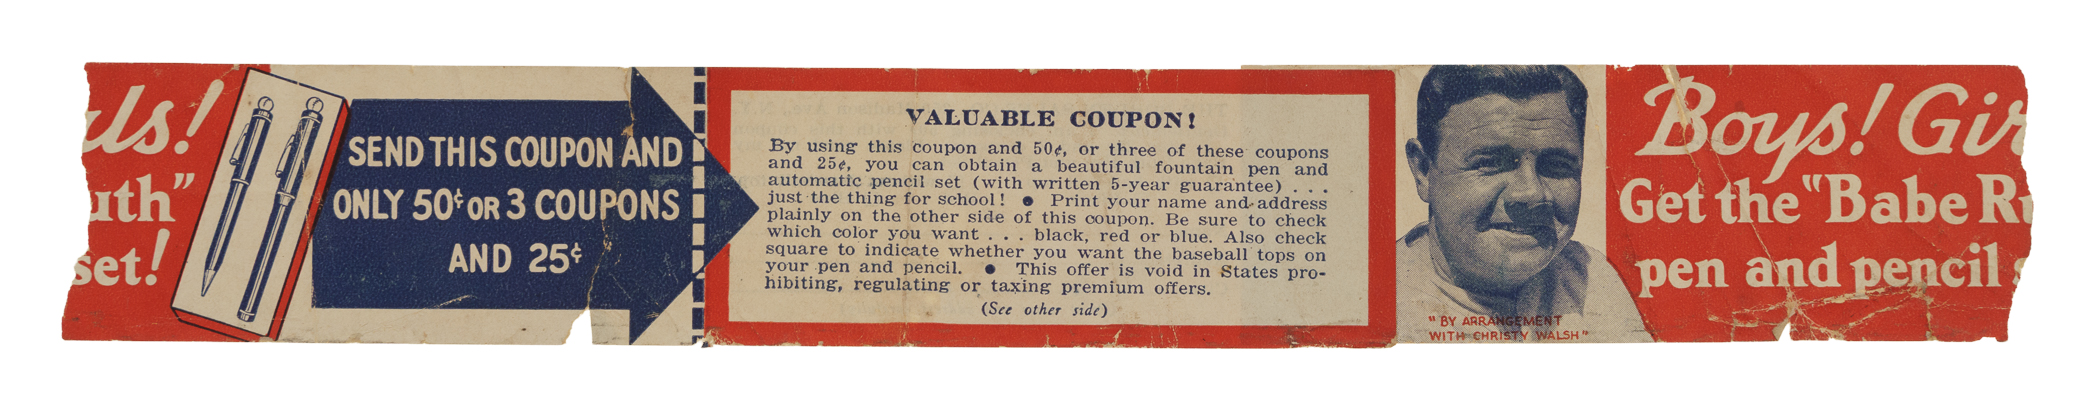 ls!
uth"
set!
SEND THIS COUPON AND
ONLY 50¢ OR 3 COUPONS
AND 25¢
VALUABLE COUPON!
By using this coupon and 50¢, or three of these coupons
and 25¢, you can obtain a beautiful fountain pen and
automatic pencil set (with written 5-year guarantee) . . .
just the thing for school! ● Print your name and address
plainly on the other side of this coupon. Be sure to check
which color you want . . . black, red or blue. Also check
square to indicate whether you want the baseball tops on
your pen and pencil. ● This offer is void in States pro-
hibiting, regulating or taxing premium offers.
(See other side)
"BY ARRANGEMENT
WITH CHRISTY WALSH"
Boys! Gir
Get the "Babe Ru
pen and pencil s